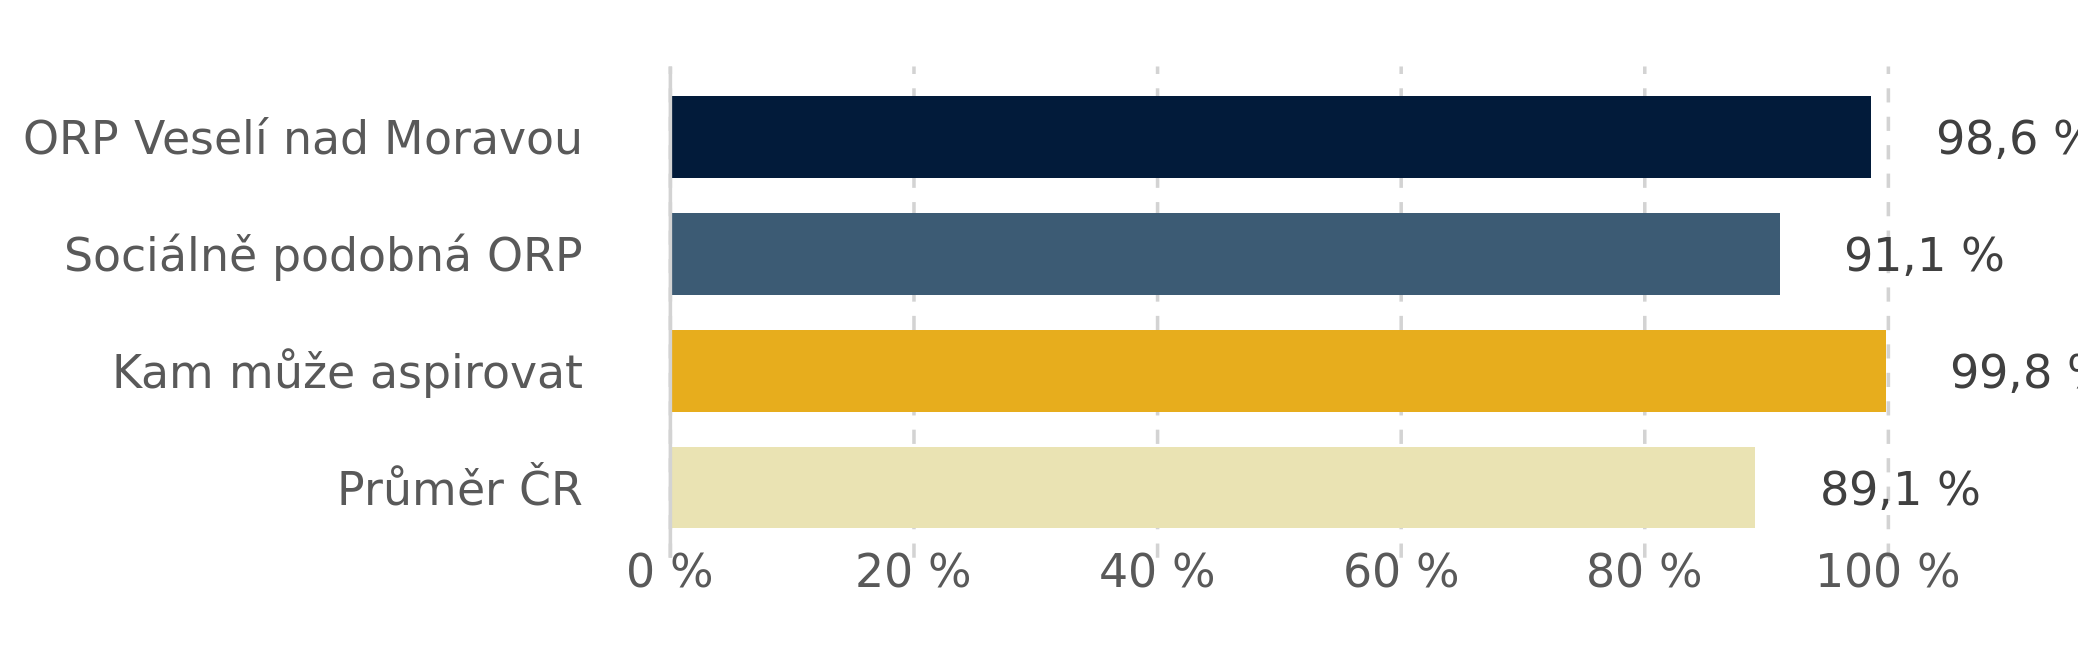 ORP Veselí nad Moravou 98,6 %
Sociálně podobná ORP 91,1 %
Kam může aspirovat 99,8 %
Průměr ČR 89,1 %
0 % 20 % 40 % 60 % 80 % 100 %